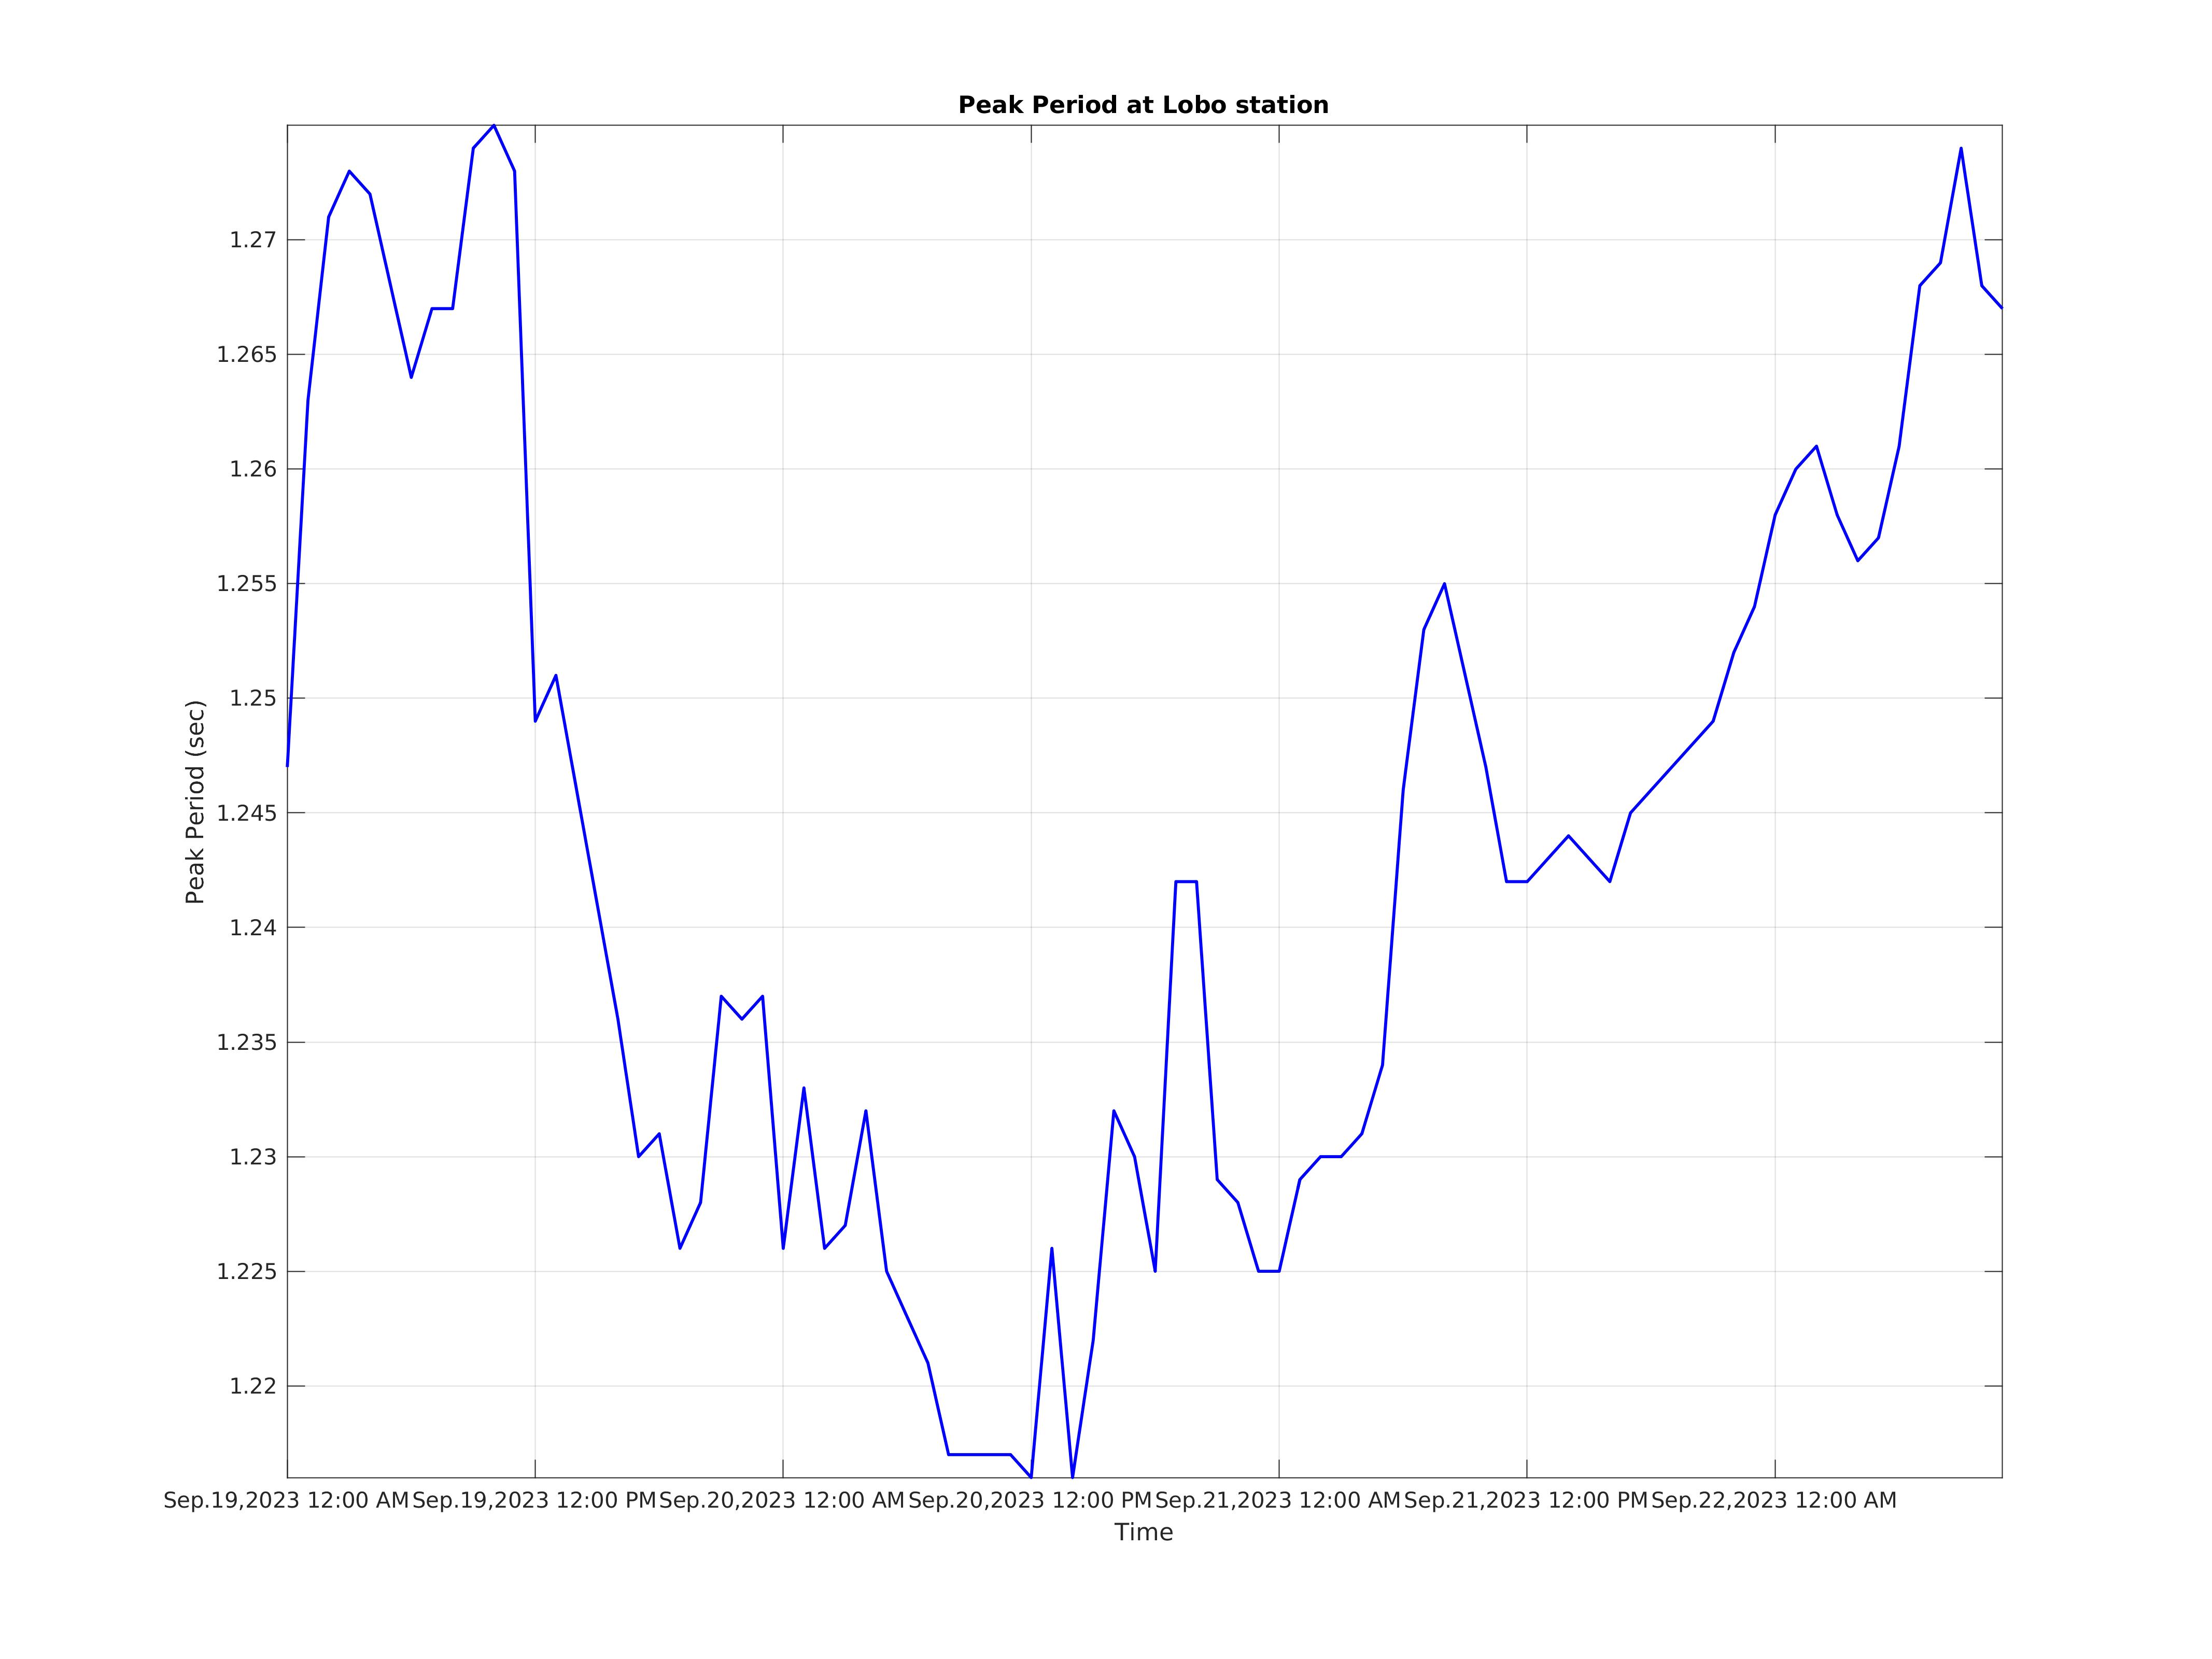 Peak Period at Lobo station
1.27
1.265
1.26
1.255
1.25
1.245
1.24
1.235
1.23
1.225
1.22
Peak Period (sec)
Sep.19,2023 12:00 AM Sep.19,2023 12:00 PM Sep.20,2023 12:00 AM Sep.20,2023 12:00 PM Sep.21,2023 12:00 AM Sep.21,2023 12:00 PM Sep.22,2023 12:00 AM
Time